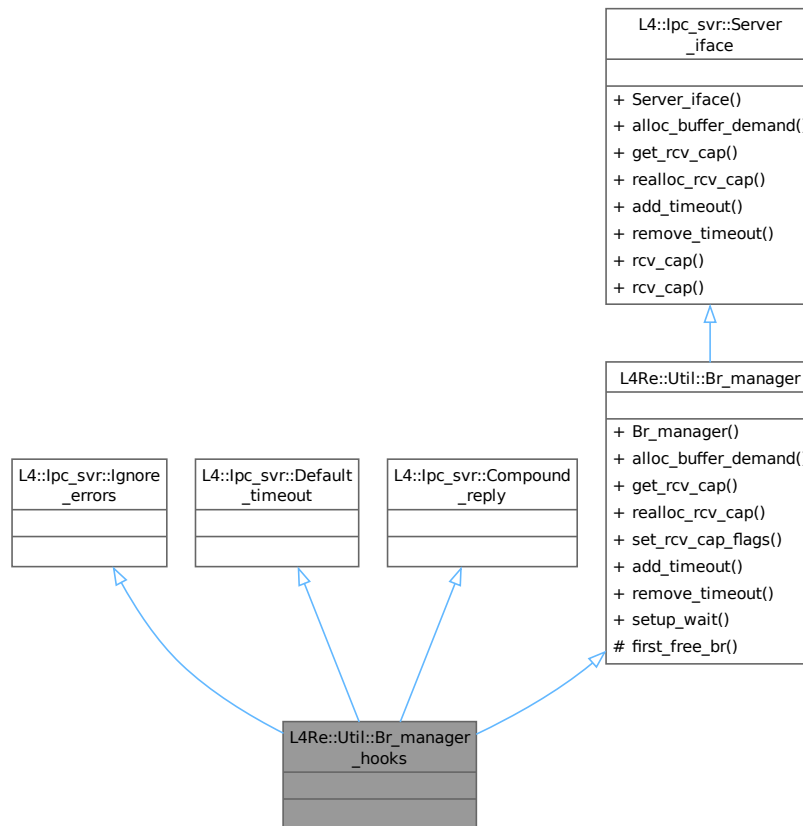 L4::Ipc_svr::Server
_iface
+ Server_iface()
+ alloc_buffer_demand()
+ get_rcv_cap()
+ realloc_rcv_cap()
+ add_timeout()
+ remove_timeout()
+ rcv_cap()
+ rcv_cap()
L4Re::Util::Br_manager
+ Br_manager()
+ alloc_buffer_demand()
+ get_rcv_cap()
+ realloc_rcv_cap()
+ set_rcv_cap_flags()
+ add_timeout()
+ remove_timeout()
+ setup_wait()
# first_free_br()
L4::Ipc_svr::Ignore
_errors
L4::Ipc_svr::Default
_timeout
L4::Ipc_svr::Compound
_reply
L4Re::Util::Br_manager
_hooks